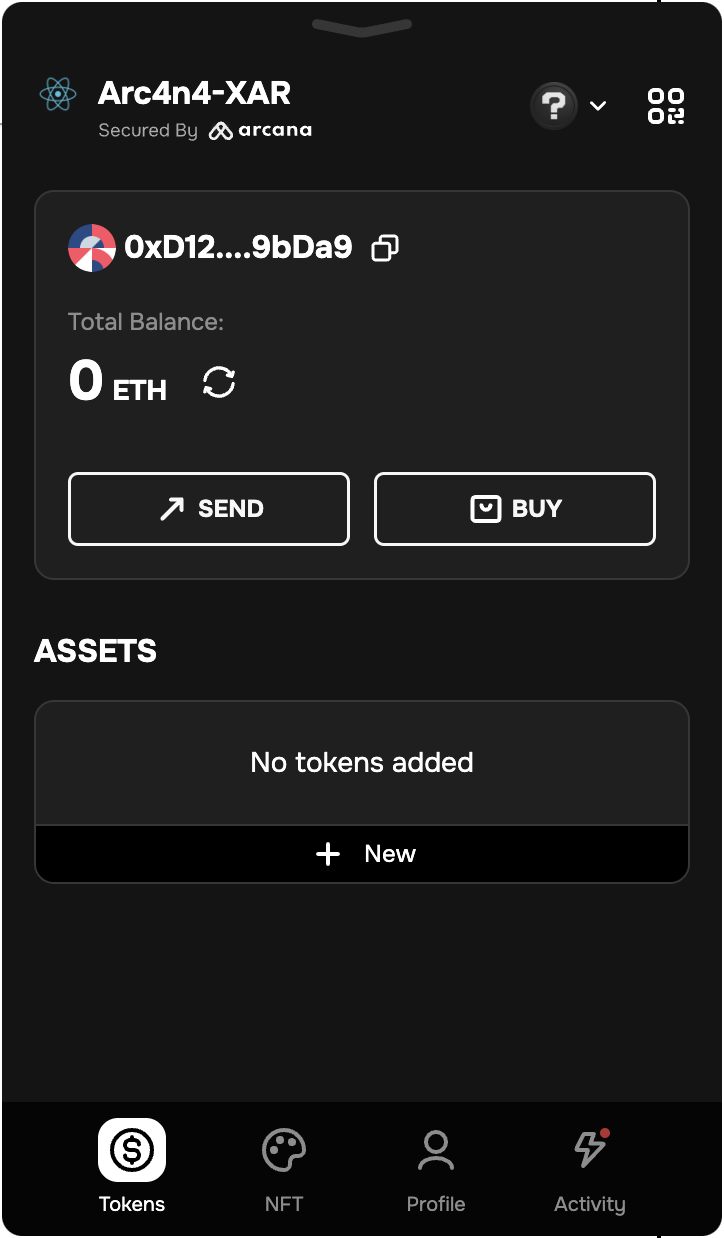 Arc4n4-XAR
Secured By arcana
?
0xD12....9bDa9
Total Balance:
0 ETH
SEND
BUY
ASSETS
No tokens added
+ New
Tokens
NFT
Profile
Activity